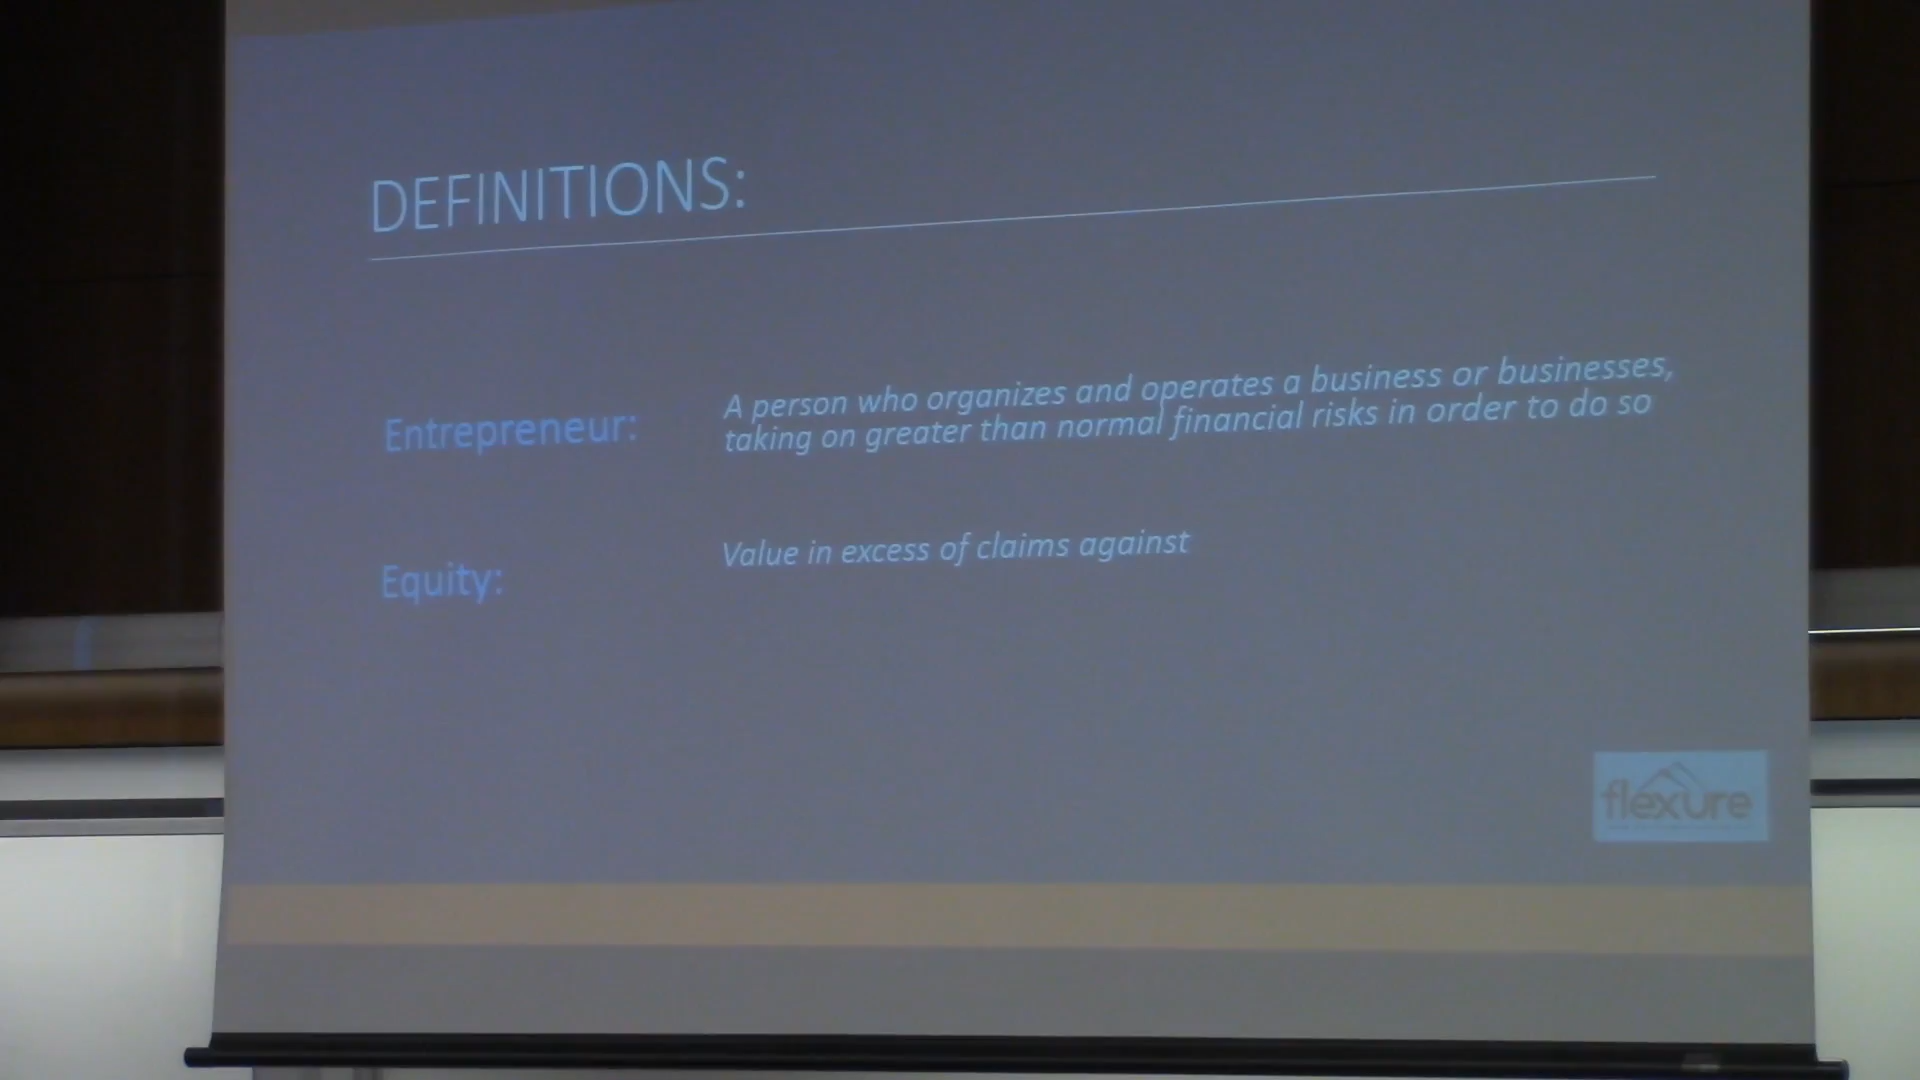 DEFINITIONS:
Entrepreneur:
A person who organizes and operates a business or businesses,
taking on greater than normal financial risks in order to do so
Equity:
Value in excess of claims against
flexure